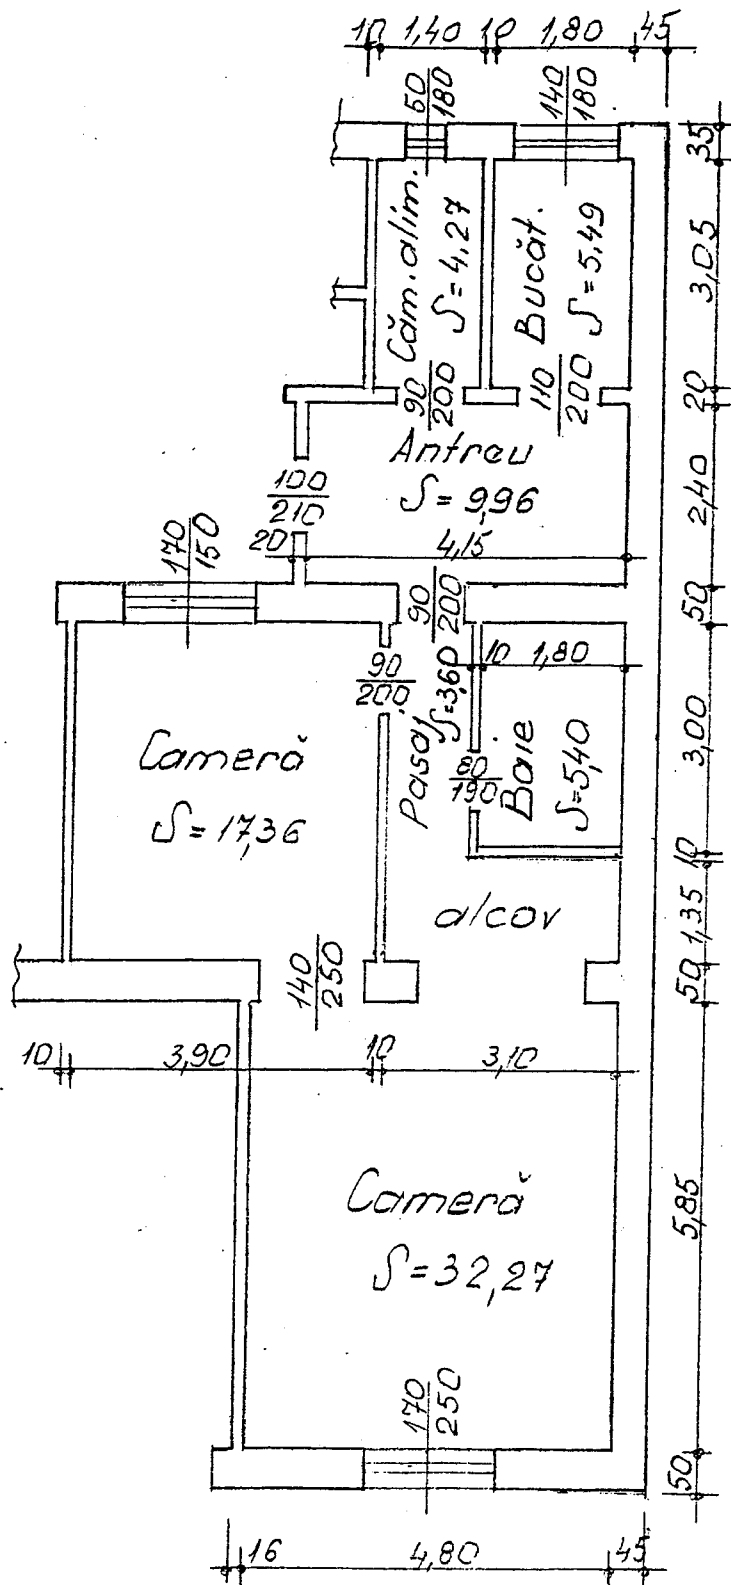 10 1,40 10 1,80 45
60
180
140
180
35
Căm. alim.
S=4,27
Bucăt.
S=5,49
3,05
90
200
110
200
20
Antreu
S=9,96
2,40
100
210
20 4,15
170
150
90
200
50
90
200
Pasaj
S=3,60
10 1,80
Cameră
S=17,36
80
190
Baie
S=5,40
3,00
10
alcov
1,35
140
250
50
10 3,90 10 3,10
Cameră
S=32,27
5,85
170
250
50
16 4,80 45